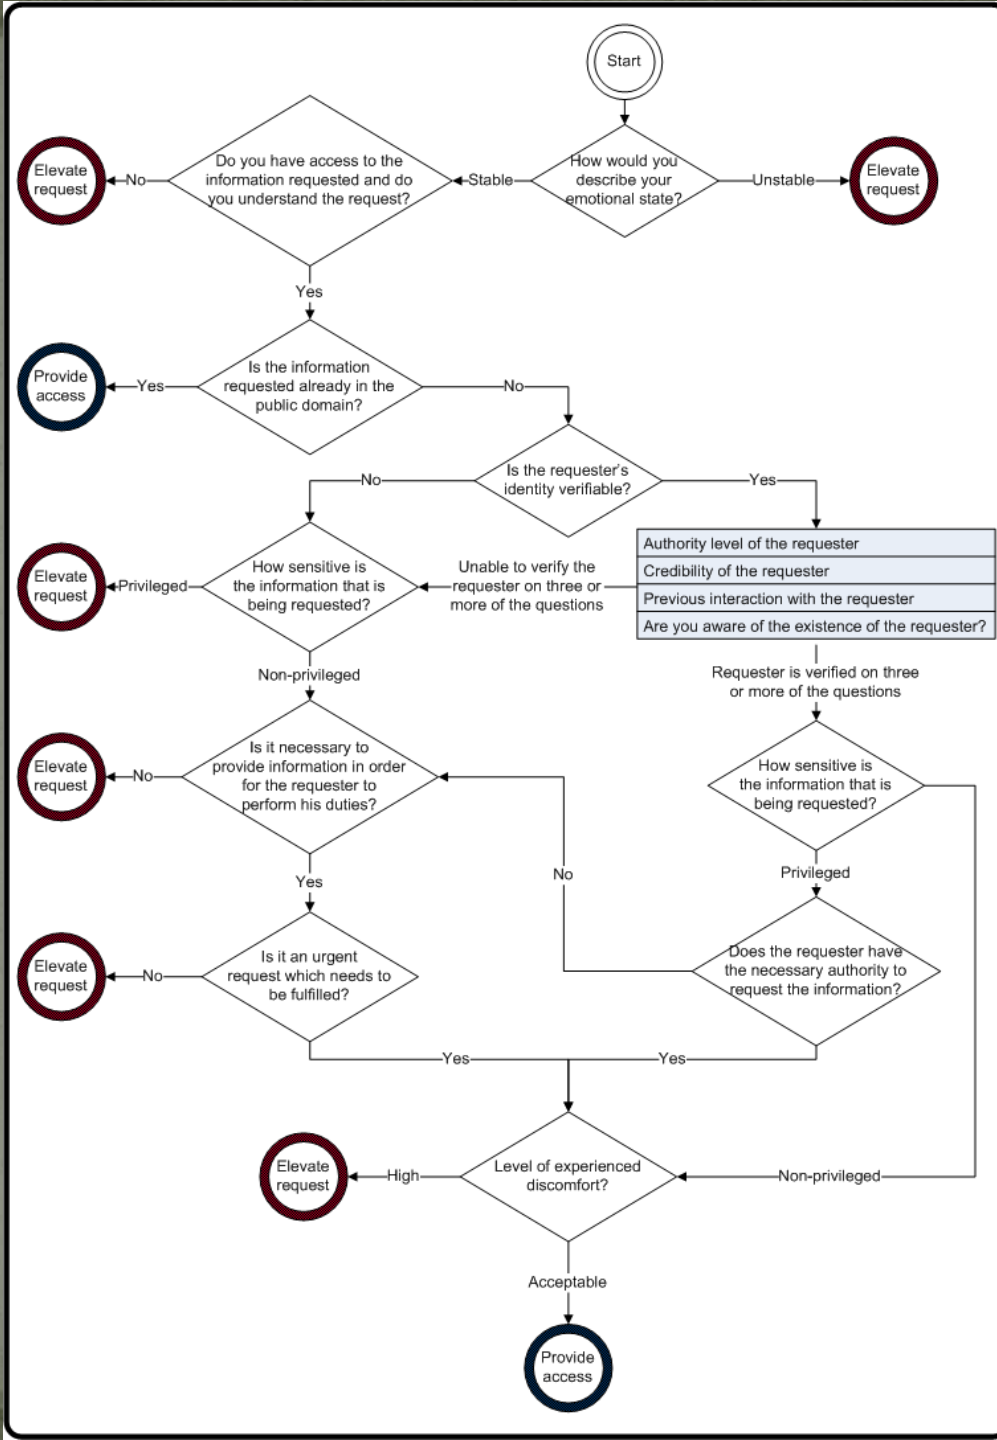 Start
How would you
describe your
emotional state?
Unstable
Elevate
request
Stable
Do you have access to the
information requested and do
you understand the request?
No
Elevate
request
Yes
Is the information
requested already in the
public domain?
Yes
Provide
access
No
Is the requester's
identity verifiable?
No
Yes
Authority level of the requester
Credibility of the requester
Previous interaction with the requester
Are you aware of the existence of the requester?
Unable to verify the
requester on three or
more of the questions
How sensitive is
the information that is
being requested?
Privileged
Elevate
request
Non-privileged
Requester is verified on three
or more of the questions
Is it necessary to
provide information in order
for the requester to
perform his duties?
No
Elevate
request
How sensitive is
the information that is
being requested?
Privileged
Yes
No
Does the requester have
the necessary authority to
request the information?
Is it an urgent
request which needs to
be fulfilled?
No
Elevate
request
Yes
Yes
Level of experienced
discomfort?
High
Elevate
request
Non-privileged
Acceptable
Provide
access